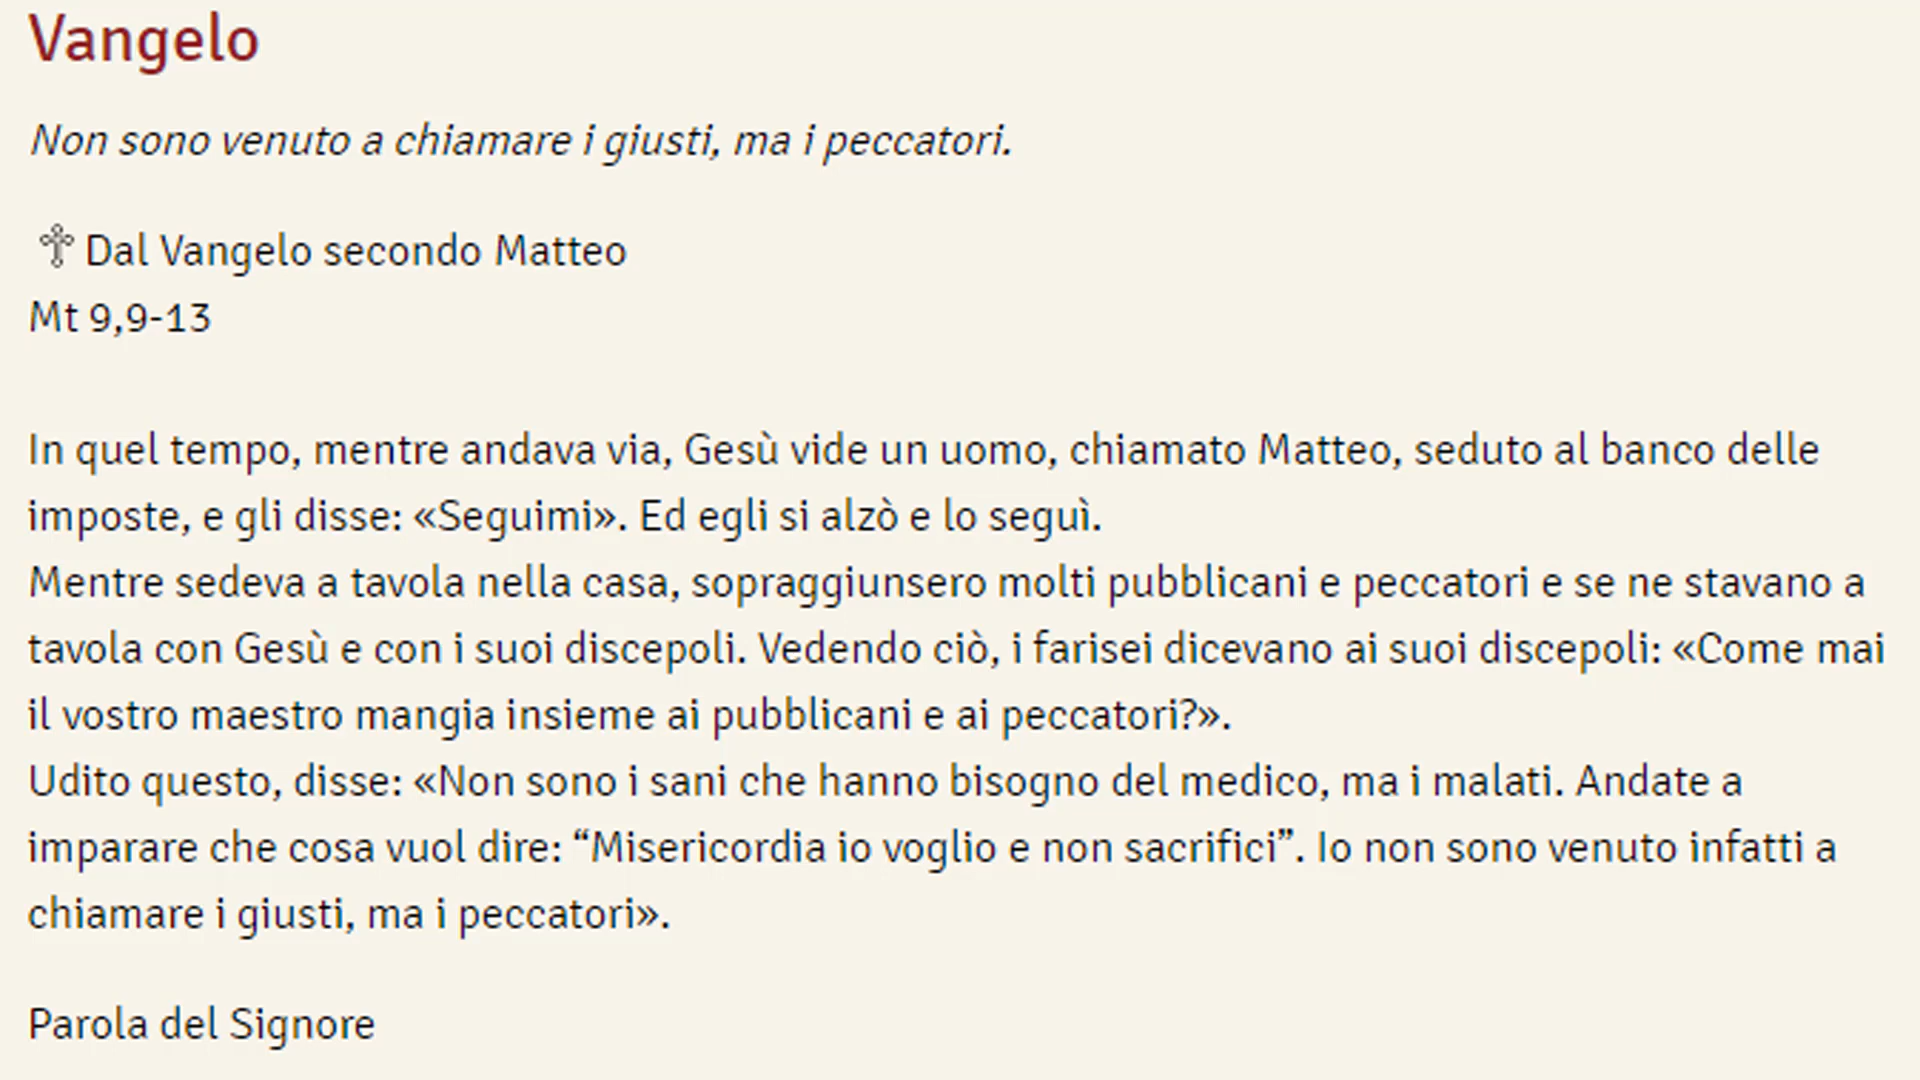 Vangelo
Non sono venuto a chiamare i giusti, ma i peccatori.
Dal Vangelo secondo Matteo
Mt 9,9-13
In quel tempo, mentre andava via, Gesù vide un uomo, chiamato Matteo, seduto al banco delle
imposte, e gli disse: «Seguimi». Ed egli si alzò e lo seguì.
Mentre sedeva a tavola nella casa, sopraggiunsero molti pubblicani e peccatori e se ne stavano a
tavola con Gesù e con i suoi discepoli. Vedendo ciò, i farisei dicevano ai suoi discepoli: «Come mai
il vostro maestro mangia insieme ai pubblicani e ai peccatori?».
Udito questo, disse: «Non sono i sani che hanno bisogno del medico, ma i malati. Andate a
imparare che cosa vuol dire: “Misericordia io voglio e non sacrifici”. Io non sono venuto infatti a
chiamare i giusti, ma i peccatori».
Parola del Signore